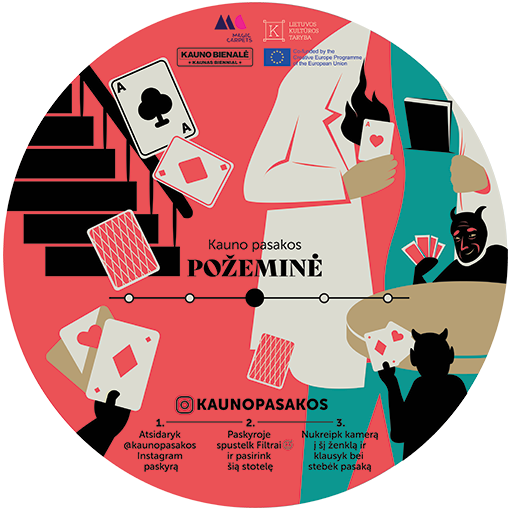 MAGIC
CARPETS
LIETUVOS
KULTŪROS
TARYBA
K
KAUNO BIENALĖ
• KAUNAS BIENNIAL •
Co-funded by the
Creative Europe Programme
of the European Union
A
A
Kauno pasakos
POŽEMINĖ
KAUNOPASAKOS
1.
Atsidaryk
@kaunopasakos
Instagram
paskyrą
2.
Paskyroje
spustelk Filtrai
ir pasirink
šią stotelę
3.
Nukreipk kamerą
į šį ženklą ir
klausyk bei
stebėk pasaką